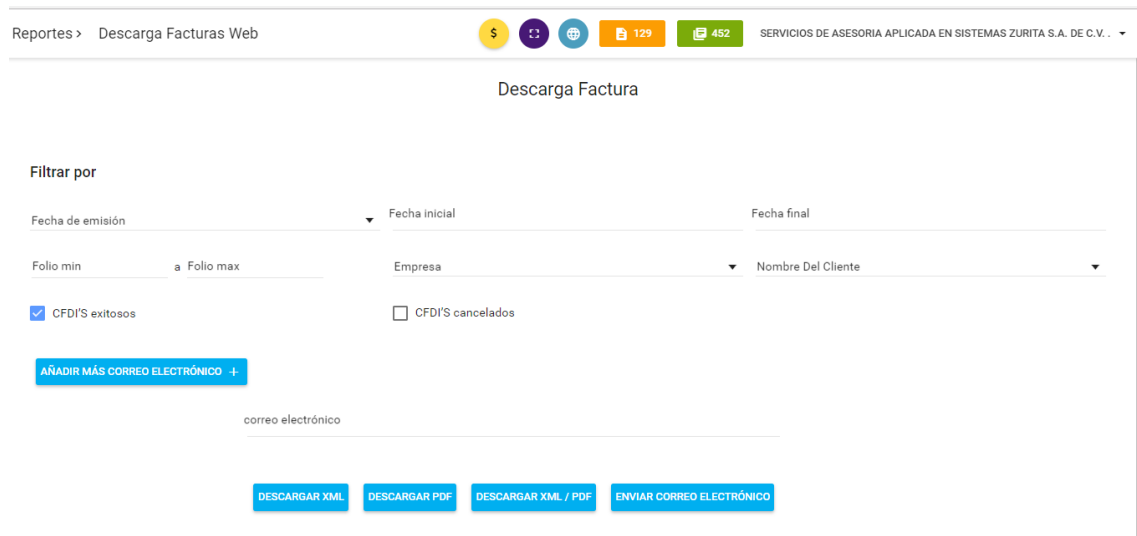 Reportes > Descarga Facturas Web $ 129 452 SERVICIOS DE ASESORIA APLICADA EN SISTEMAS ZURITA S.A. DE C.V. .
Descarga Factura
Filtrar por
Fecha de emisión Fecha inicial Fecha final
Folio min a Folio max Empresa Nombre Del Cliente
CFDI'S exitosos CFDI'S cancelados
AÑADIR MÁS CORREO ELECTRÓNICO +
correo electrónico
DESCARGAR XML DESCARGAR PDF DESCARGAR XML / PDF ENVIAR CORREO ELECTRÓNICO